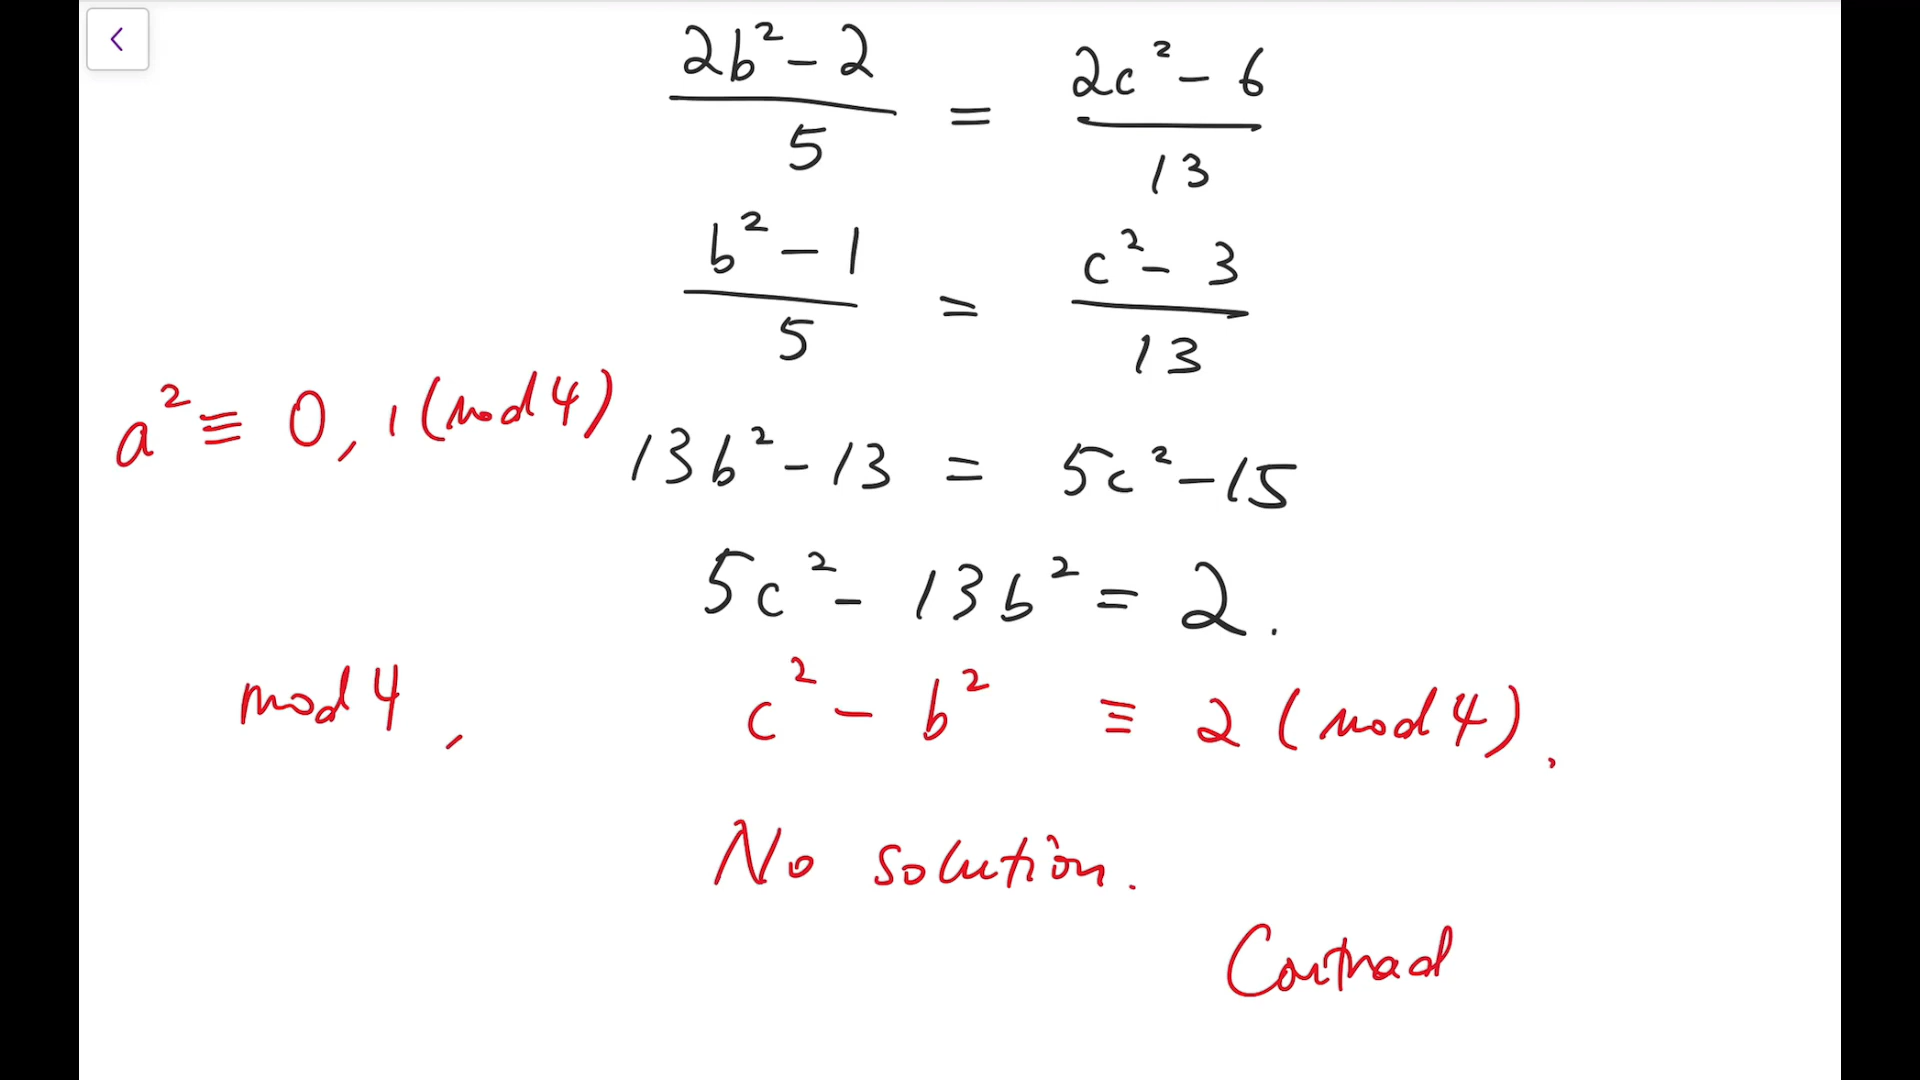 2b² - 2 / 5 = 2c² - 6 / 13
b² - 1 / 5 = c² - 3 / 13
a² ≡ 0, 1 (mod 4)
13b² - 13 = 5c² - 15
5c² - 13b² = 2.
mod 4, c² - b² ≡ 2 (mod 4),
No solution.
Contrad